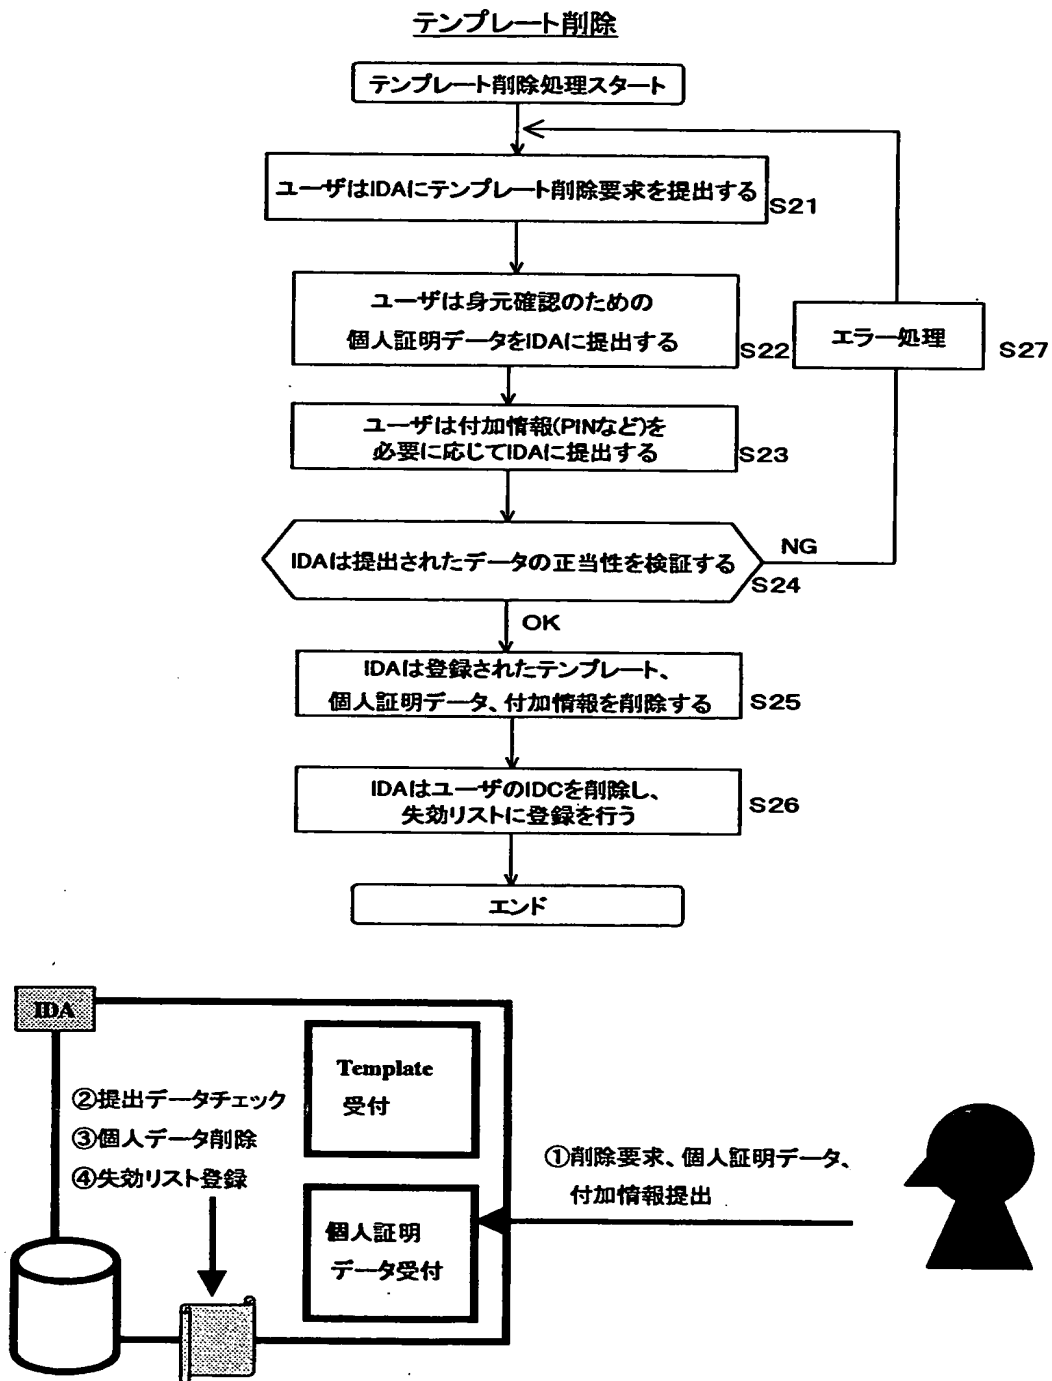 テンプレート削除
テンプレート削除処理スタート
ユーザはIDAにテンプレート削除要求を提出する
S21
ユーザは身元確認のための
個人証明データをIDAに提出する
S22
エラー処理
S27
ユーザは付加情報(PINなど)を
必要に応じてIDAに提出する
S23
IDAは提出されたデータの正当性を検証する
S24
NG
OK
IDAは登録されたテンプレート、
個人証明データ、付加情報を削除する
S25
IDAはユーザのIDCを削除し、
失効リストに登録を行う
S26
エンド
IDA
②提出データチェック
③個人データ削除
④失効リスト登録
Template
受付
個人証明
データ受付
①削除要求、個人証明データ、
付加情報提出